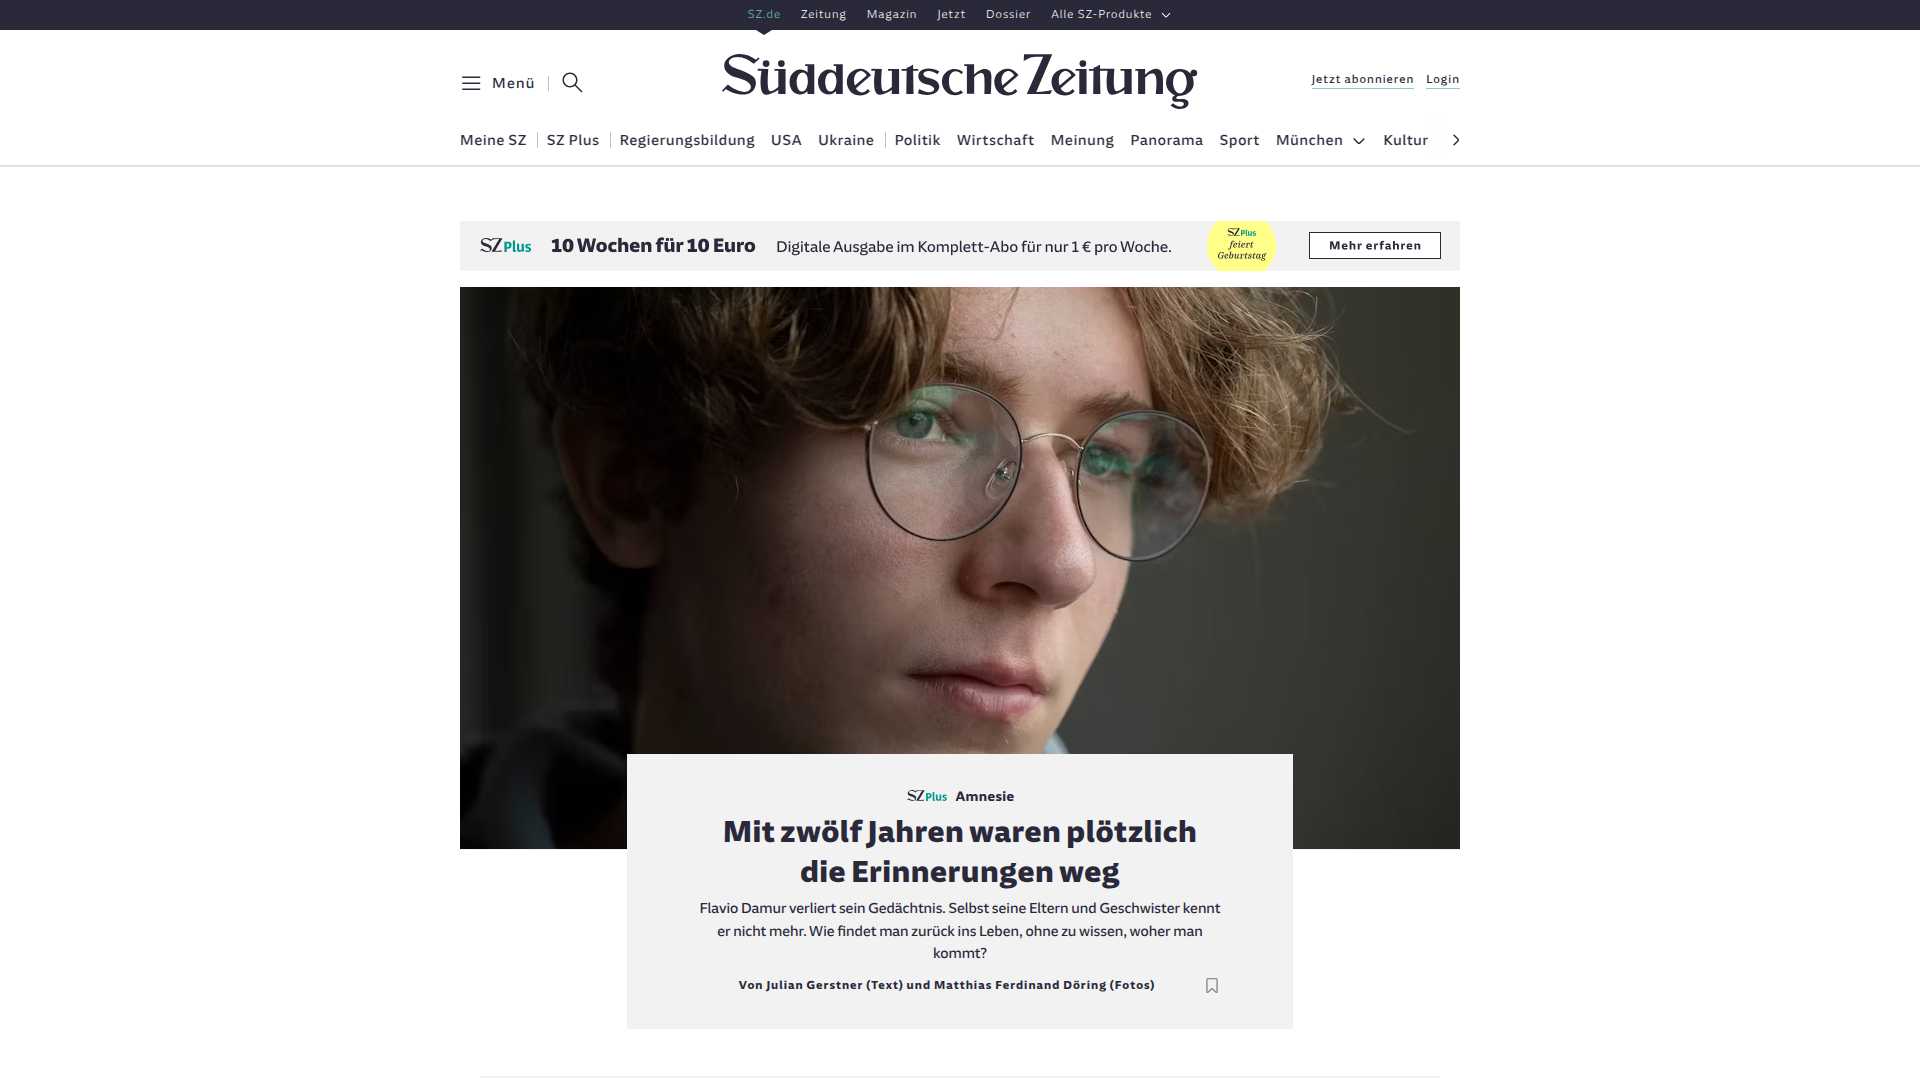 SZ.de Zeitung Magazin Jetzt Dossier Alle SZ-Produkte
Menü
Süddeutsche Zeitung
Jetzt abonnieren Login
Meine SZ SZ Plus Regierungsbildung USA Ukraine Politik Wirtschaft Meinung Panorama Sport München Kultur
SZ Plus 10 Wochen für 10 Euro Digitale Ausgabe im Komplett-Abo für nur 1 € pro Woche.
SZ Plus
feiert
Geburtstag
Mehr erfahren
SZ Plus Amnesie
Mit zwölf Jahren waren plötzlich
die Erinnerungen weg
Flavio Damur verliert sein Gedächtnis. Selbst seine Eltern und Geschwister kennt
er nicht mehr. Wie findet man zurück ins Leben, ohne zu wissen, woher man
kommt?
Von Julian Gerstner (Text) und Matthias Ferdinand Döring (Fotos)